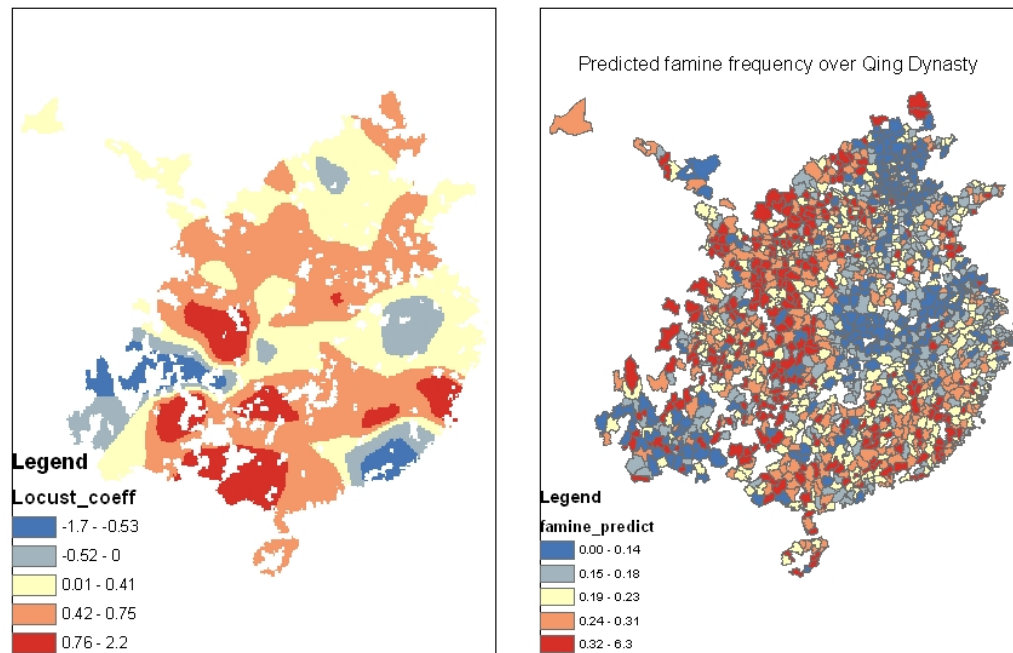 Legend
Locust_coeff
-1.7 - -0.53
-0.52 - 0
0.01 - 0.41
0.42 - 0.75
0.76 - 2.2
Predicted famine frequency over Qing Dynasty
Legend
famine_predict
0.00 - 0.14
0.15 - 0.18
0.19 - 0.23
0.24 - 0.31
0.32 - 6.3